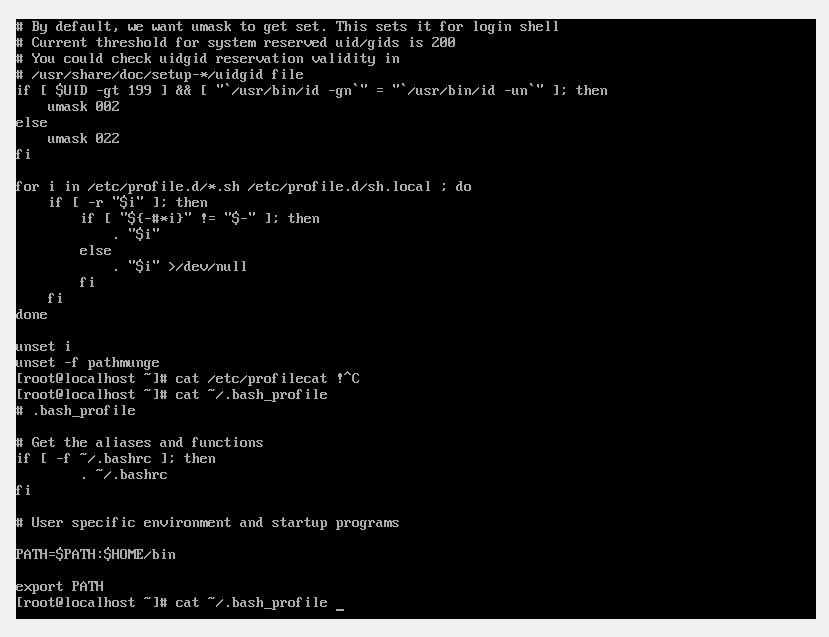 # By default, we want umask to get set. This sets it for login shell
# Current threshold for system reserved uid/gids is 200
# You could check uidgid reservation validity in
# /usr/share/doc/setup-*/uidgid file
if [ $UID -gt 199 ] && [ "`/usr/bin/id -gn`" = "`/usr/bin/id -un`" ]; then
    umask 002
else
    umask 022
fi

for i in /etc/profile.d/*.sh /etc/profile.d/sh.local ; do
    if [ -r "$i" ]; then
        if [ "${-#*i}" != "$-" ]; then
            . "$i"
        else
            . "$i" >/dev/null
        fi
    fi
done

unset i
unset -f pathmunge
[root@localhost ~]# cat /etc/profilecat !^C
[root@localhost ~]# cat ~/.bash_profile
# .bash_profile

# Get the aliases and functions
if [ -f ~/.bashrc ]; then
        . ~/.bashrc
fi

# User specific environment and startup programs

PATH=$PATH:$HOME/bin

export PATH
[root@localhost ~]# cat ~/.bash_profile _